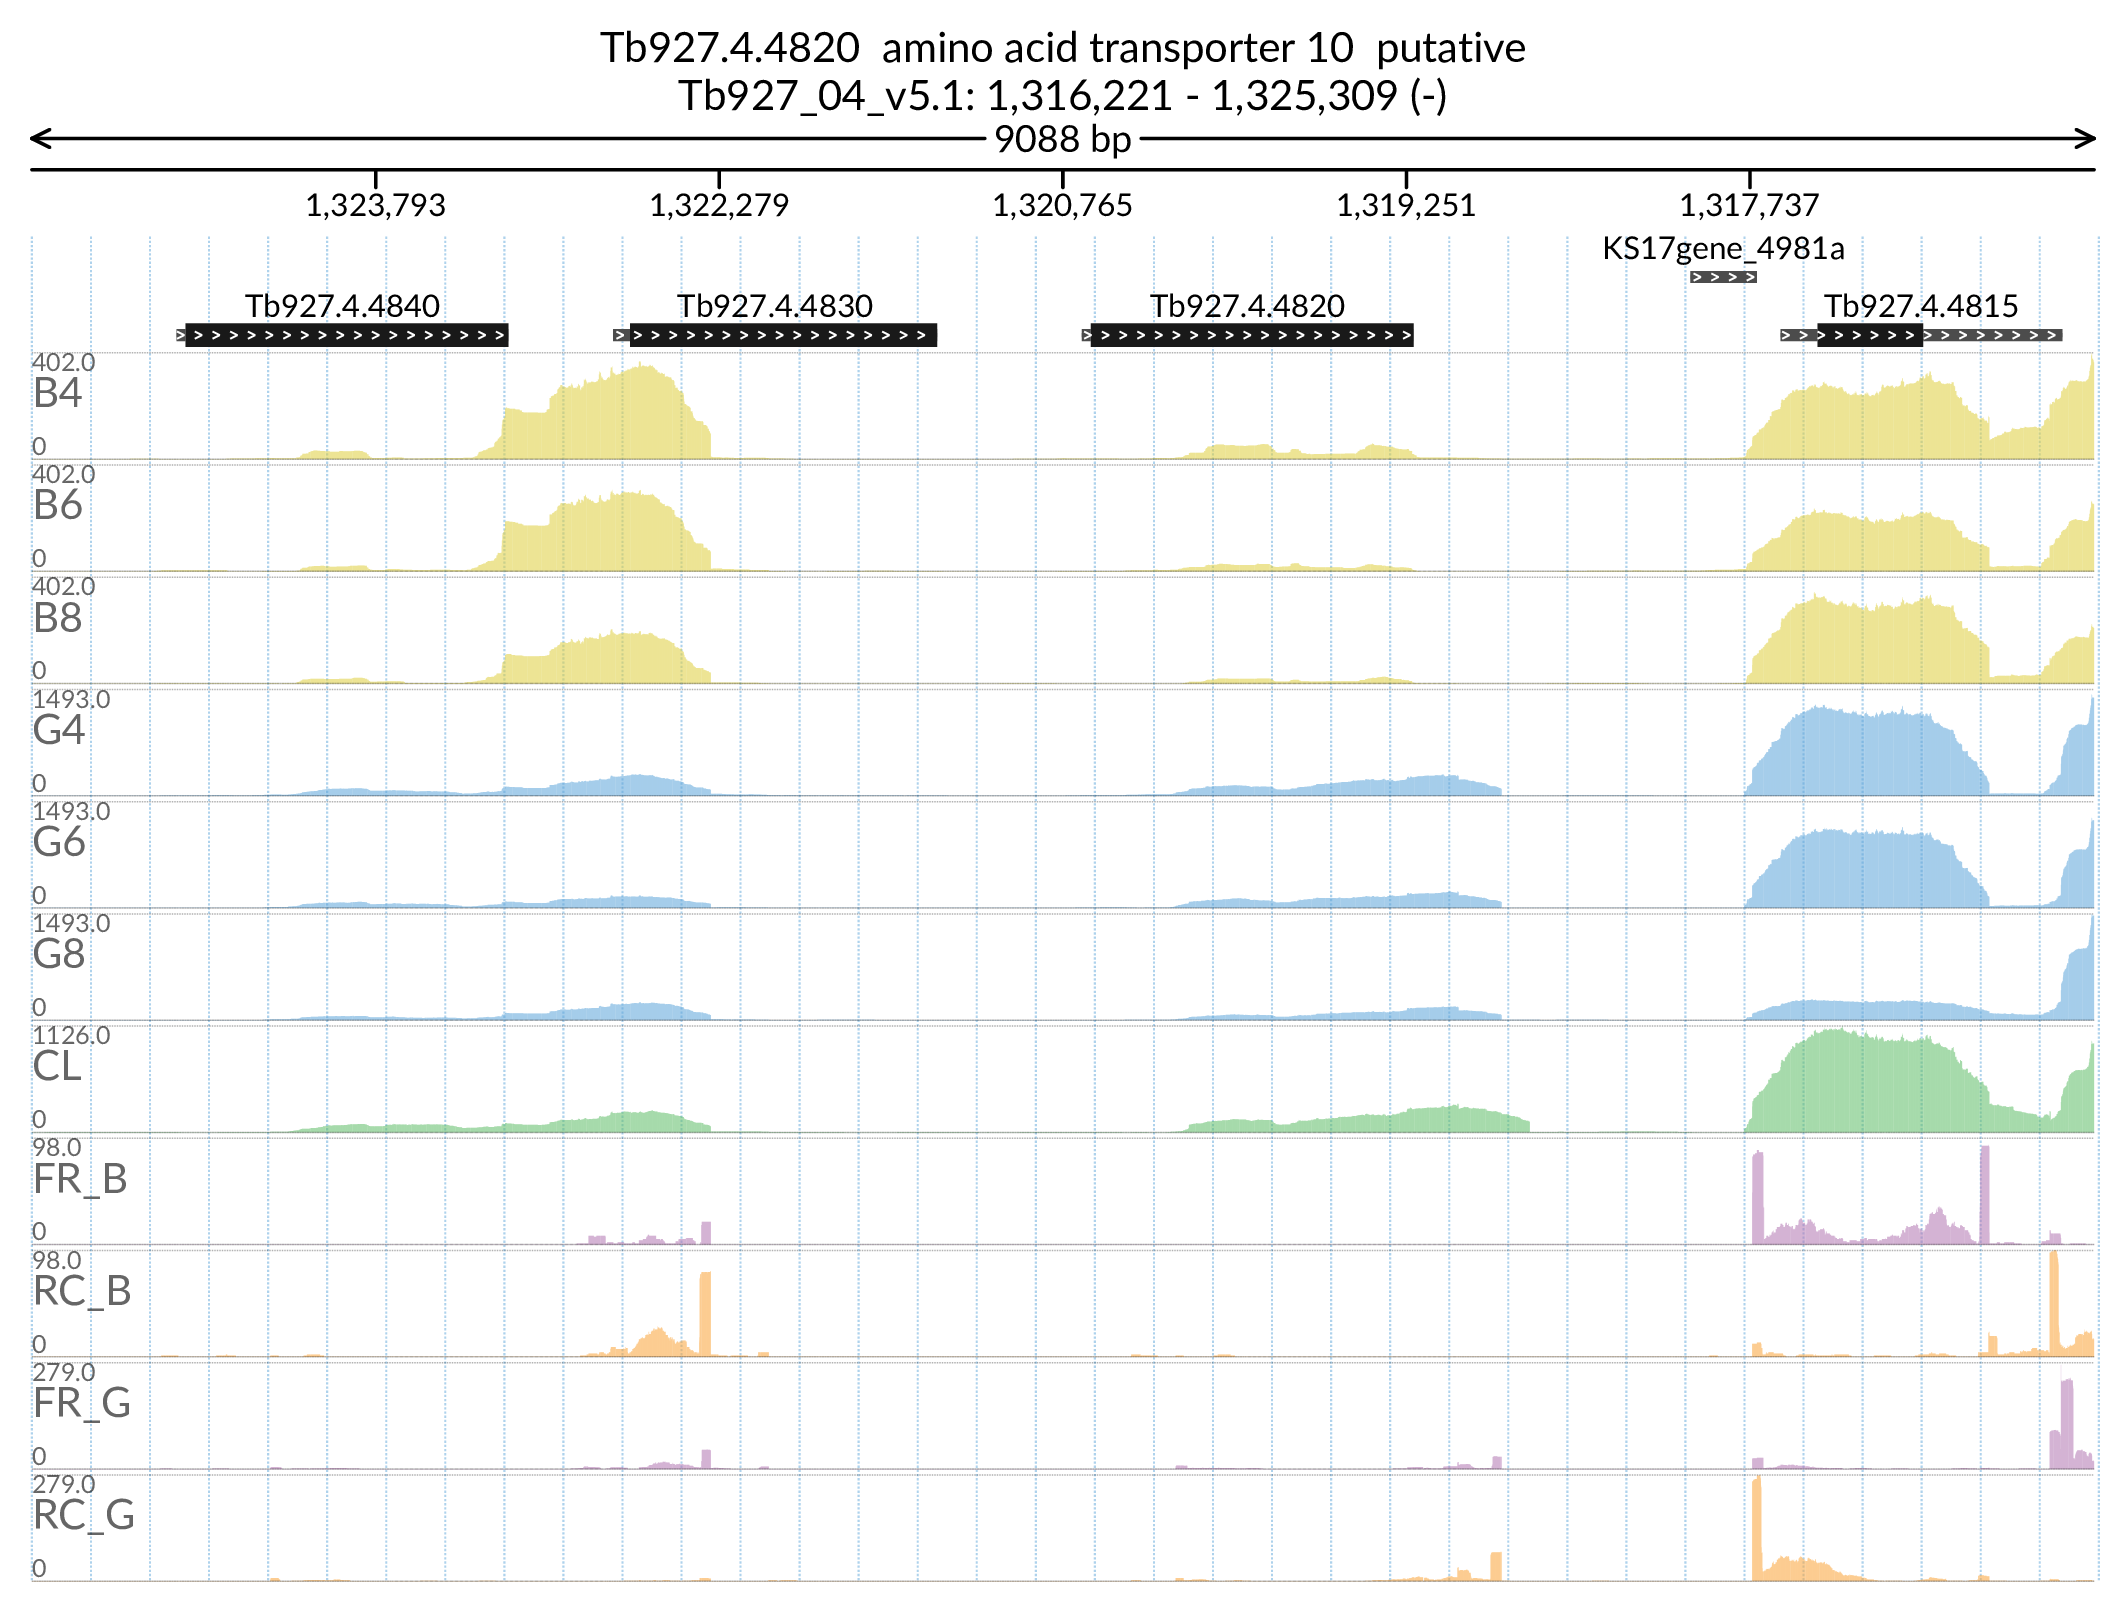 Tb927.4.4820 amino acid transporter 10 putative
Tb927_04_v5.1: 1,316,221 - 1,325,309 (-)
9088 bp
1,323,793 1,322,279 1,320,765 1,319,251 1,317,737
KS17gene_4981a
Tb927.4.4840 Tb927.4.4830 Tb927.4.4820 Tb927.4.4815
402.0
B4
0
402.0
B6
0
402.0
B8
0
1493.0
G4
0
1493.0
G6
0
1493.0
G8
0
1126.0
CL
0
98.0
FR_B
0
98.0
RC_B
0
279.0
FR_G
0
279.0
RC_G
0